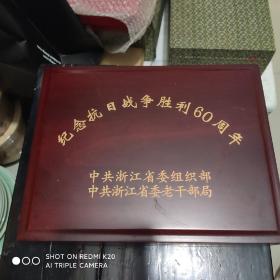 纪念抗日战争胜利60周年
中共浙江省委组织部
中共浙江省委老干部局
SHOT ON REDMI K20
AI TRIPLE CAMERA